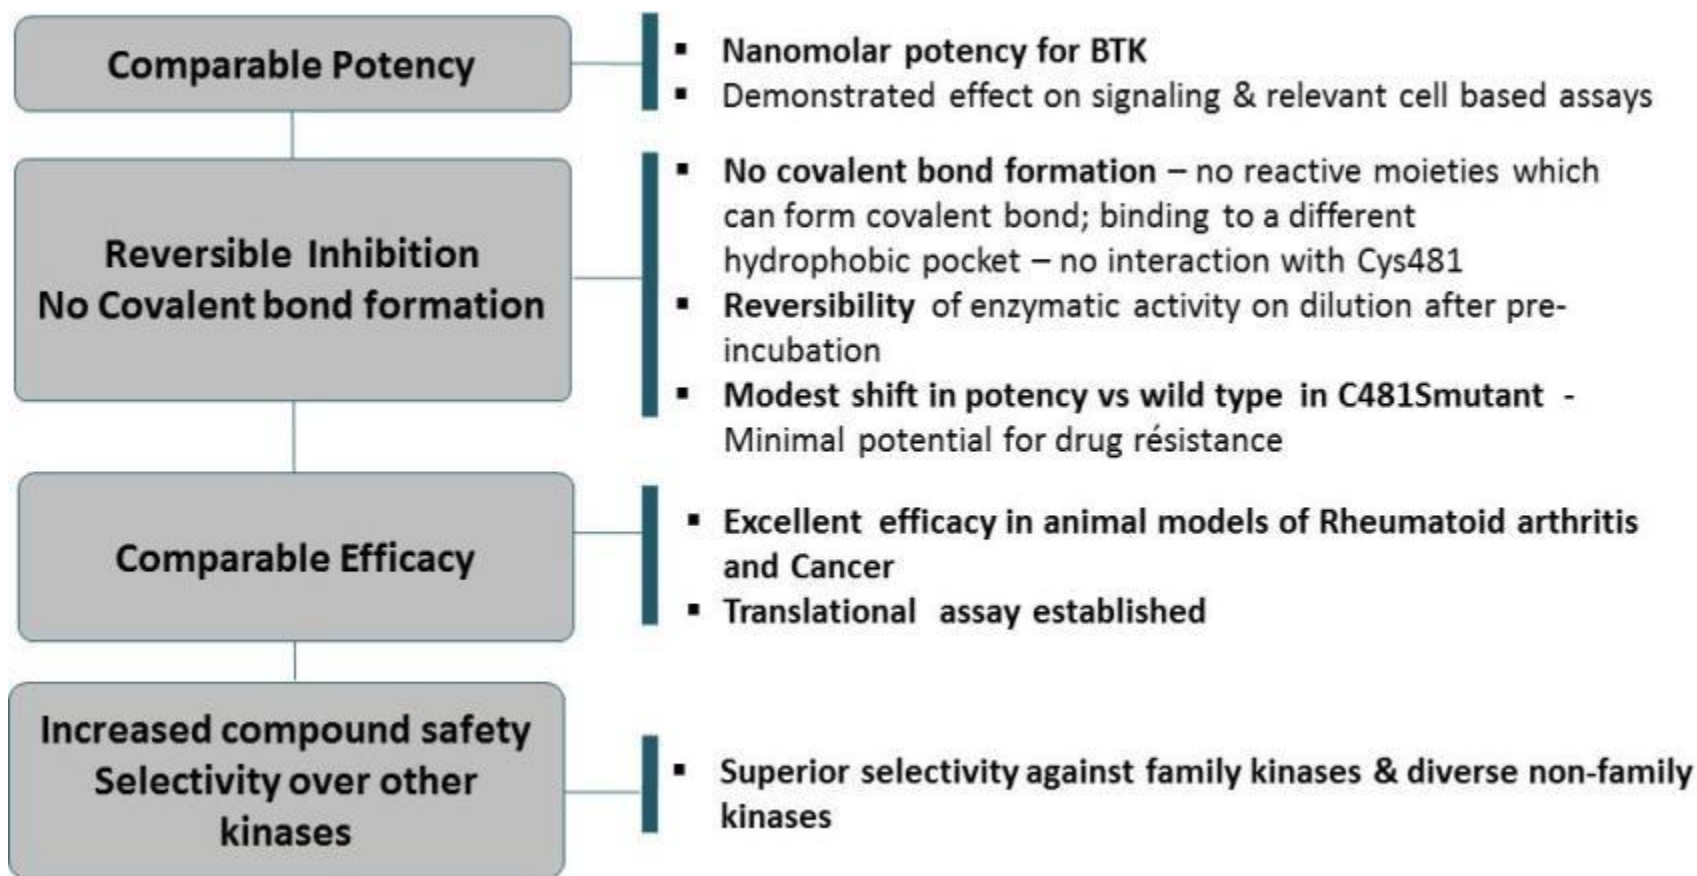 Comparable Potency
▪ Nanomolar potency for BTK
▪ Demonstrated effect on signaling & relevant cell based assays
Reversible Inhibition
No Covalent bond formation
▪ No covalent bond formation – no reactive moieties which
can form covalent bond; binding to a different
hydrophobic pocket – no interaction with Cys481
▪ Reversibility of enzymatic activity on dilution after pre-
incubation
▪ Modest shift in potency vs wild type in C481Smutant -
Minimal potential for drug résistance
Comparable Efficacy
▪ Excellent efficacy in animal models of Rheumatoid arthritis
and Cancer
▪ Translational assay established
Increased compound safety
Selectivity over other
kinases
▪ Superior selectivity against family kinases & diverse non-family
kinases